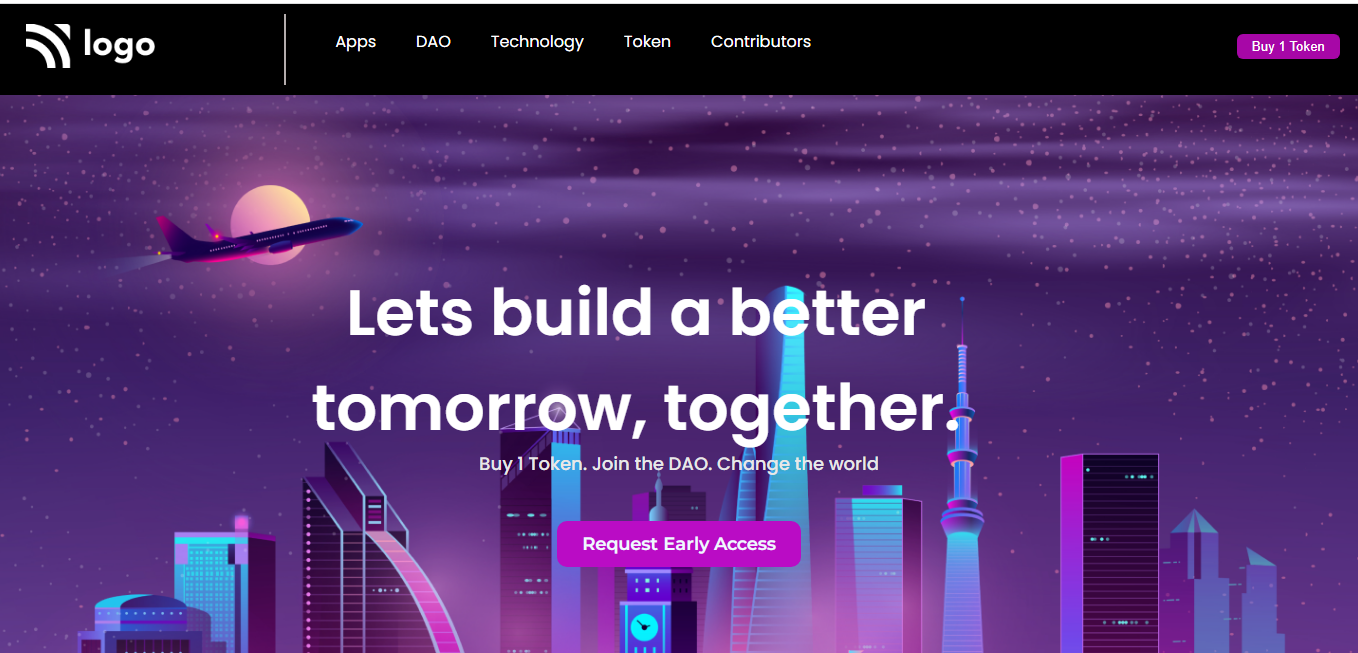 logo
Apps DAO Technology Token Contributors
Buy 1 Token
Lets build a better
tomorrow, together.
Buy 1 Token. Join the DAO. Change the world
Request Early Access